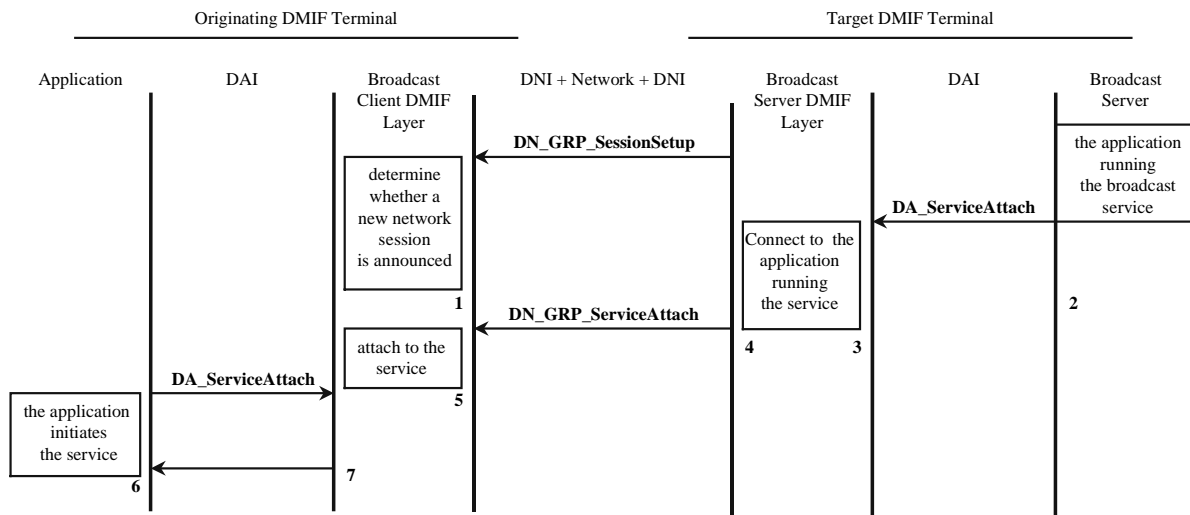 Originating DMIF Terminal
Target DMIF Terminal
Application
DAI
Broadcast
Client DMIF
Layer
DNI + Network + DNI
Broadcast
Server DMIF
Layer
DAI
Broadcast
Server
DN_GRP_SessionSetup
the application
running
the broadcast
service
determine
whether a
new network
session
is announced
1
DA_ServiceAttach
Connect to the
application
running
the service
2
DN_GRP_ServiceAttach
4
3
attach to the
service
5
DA_ServiceAttach
the application
initiates
the service
6
7